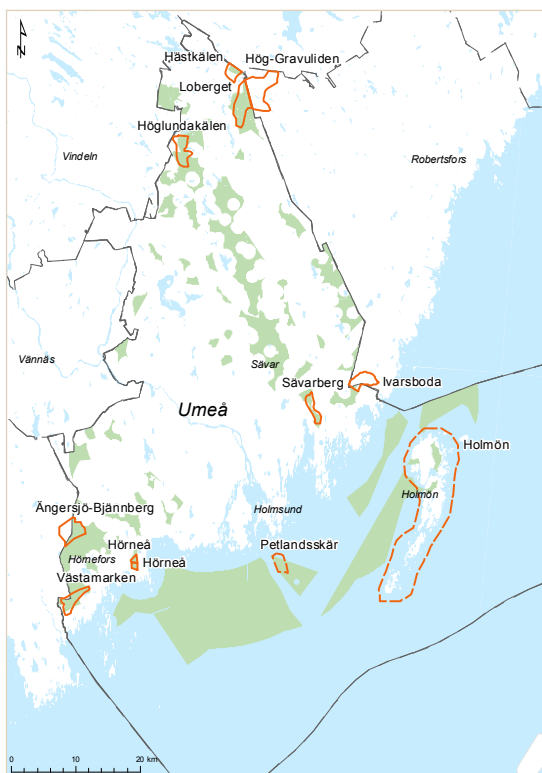 N
Hästkälen
Hög-Gravuliden
Loberget
Höglundakälen
Vindeln
Robertsfors
Vännäs
Sävar
Sävarberg
Ivarsboda
Umeå
Holmön
Holmön
Ängersjö-Bjännberg
Holmsund
Hörneå
Petlandsskär
Hörnefors
Hörneå
Västamarken
0 10 20 km